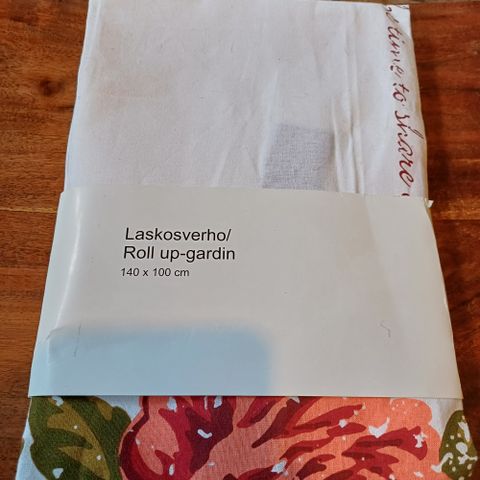 time to share
Laskosverho/
Roll up-gardin
140 x 100 cm